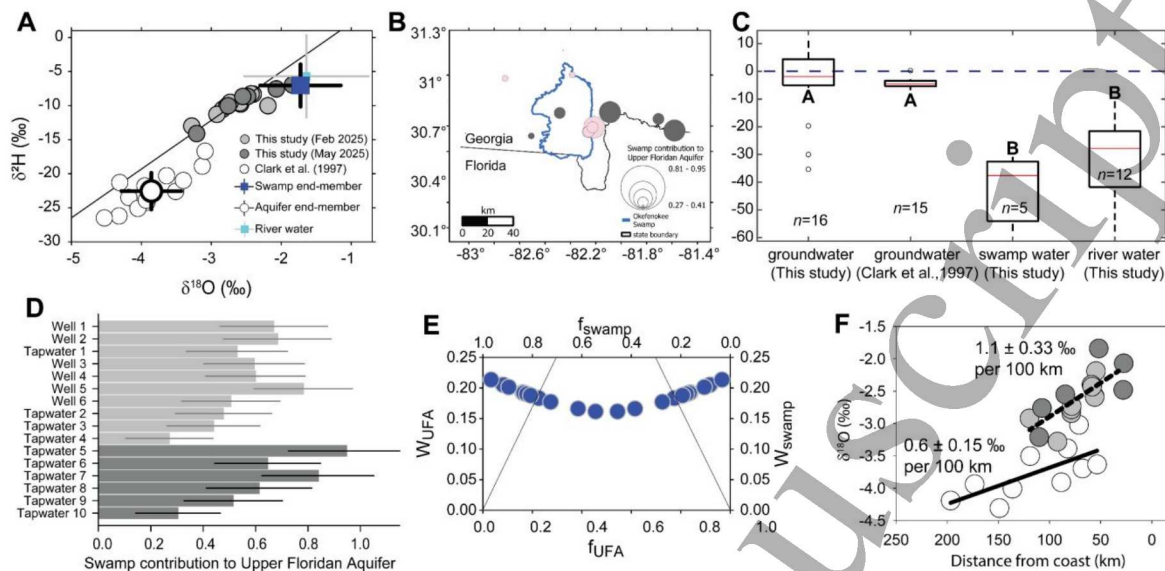 A
5
0
-5
-10
-15
-20
-25
-30
δ²H (‰)
-5
-4
-3
-2
-1
δ¹⁸O (‰)
This study (Feb 2025)
This study (May 2025)
Clark et al. (1997)
Swamp end-member
Aquifer end-member
River water
B
31.3°
31°
30.7°
30.4°
30.1°
Georgia
Florida
km
0 20 40
Swamp contribution to
Upper Floridan Aquifer
0.81 - 0.95
0.27 - 0.41
Okefenokee
Swamp
state boundary
-83° -82.6° -82.2° -81.8° -81.4°
C
10
0
-10
-20
-30
-40
-50
-60
A
A
B
B
n=16
n=15
n=5
n=12
groundwater
(This study)
groundwater
(Clark et al.,1997)
swamp water
(This study)
river water
(This study)
D
Well 1
Well 2
Tapwater 1
Well 3
Well 4
Well 5
Well 6
Tapwater 2
Tapwater 3
Tapwater 4
Tapwater 5
Tapwater 6
Tapwater 7
Tapwater 8
Tapwater 9
Tapwater 10
0.0 0.2 0.4 0.6 0.8 1.0
Swamp contribution to Upper Floridan Aquifer
E
fswamp
1.0 0.8 0.6 0.4 0.2 0.0
0.25
0.20
0.15
0.10
0.05
0.00
WUFA
0.25
0.20
0.15
0.10
0.05
0.00
Wswamp
0.0 0.2 0.4 0.6 0.8
1.0
fUFA
F
-1.5
-2.0
-2.5
-3.0
-3.5
-4.0
-4.5
δ¹⁸O (‰)
1.1 ± 0.33 ‰
per 100 km
0.6 ± 0.15 ‰
per 100 km
250 200 150 100 50 0
Distance from coast (km)
uscript